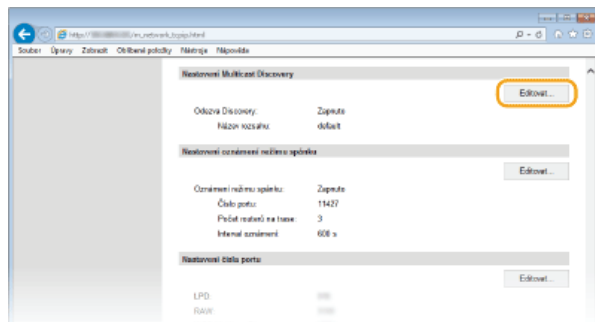 http:// /m_network_tcpip.html
Soubor Úpravy Zobrazit Oblíbené položky Nástroje Nápověda
Nastavení Multicast Discovery
Editovat...
Odezva Discovery: Zapnuto
Název rozsahu: default
Nastavení oznámení režimu spánku
Editovat...
Oznámení režimu spánku: Zapnuto
Číslo portu: 11427
Počet routerů na trase: 3
Interval oznámení: 600 s
Nastavení čísla portu
Editovat...
LPD:
RAW: